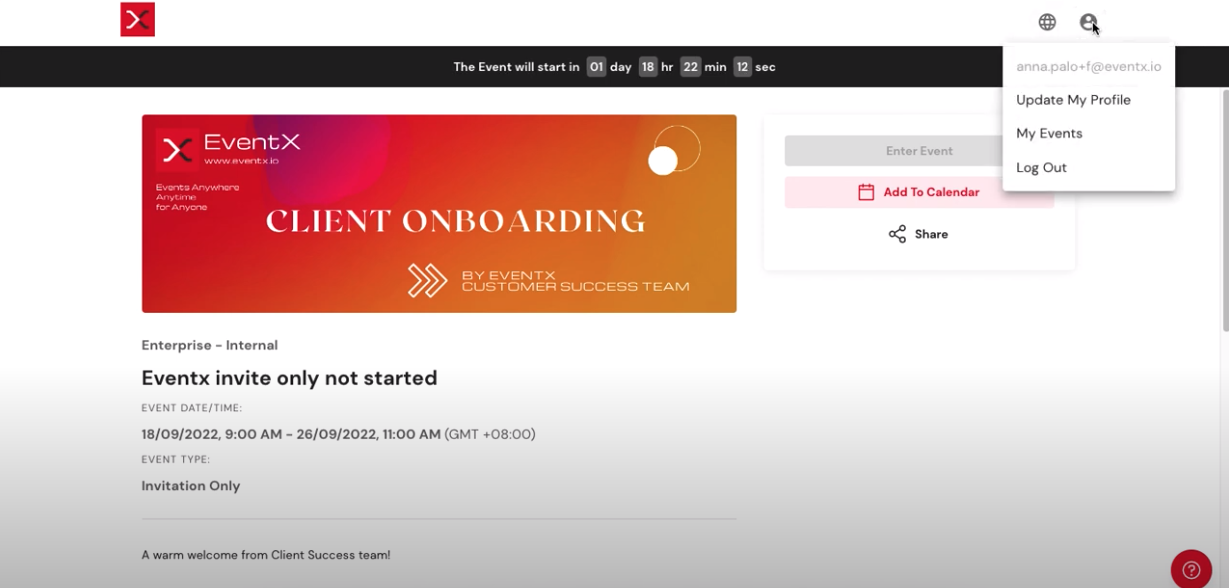 The Event will start in 01 day 18 hr 22 min 12 sec
anna.palo+f@eventx.io
Update My Profile
My Events
Log Out
EventX
www.eventx.io
Events Anywhere
Anytime
for Anyone
CLIENT ONBOARDING
BY EVENTX
CUSTOMER SUCCESS TEAM
Enter Event
Add To Calendar
Share
Enterprise - Internal
Eventx invite only not started
EVENT DATE/TIME:
18/09/2022, 9:00 AM - 26/09/2022, 11:00 AM (GMT +08:00)
EVENT TYPE:
Invitation Only
A warm welcome from Client Success team!